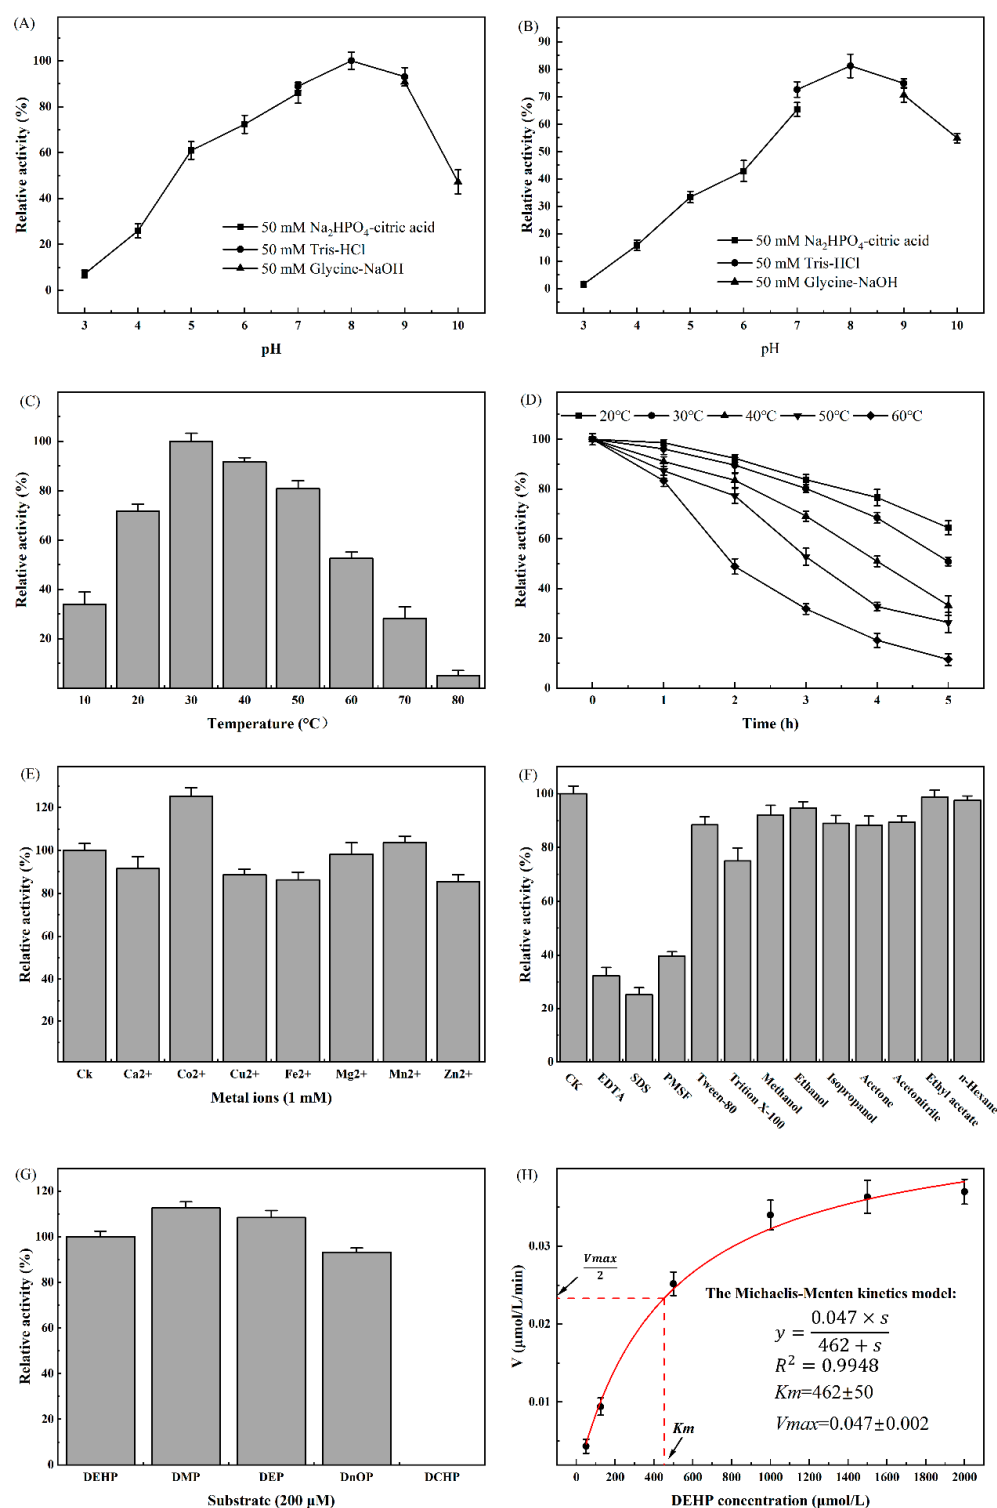 (A)
Relative activity (%)
100
80
60
40
20
0
50 mM Na₂HPO₄-citric acid
50 mM Tris-HCl
50 mM Glycine-NaOH
3 4 5 6 7 8 9 10
pH
(B)
Relative activity (%)
90
80
70
60
50
40
30
20
10
0
50 mM Na₂HPO₄-citric acid
50 mM Tris-HCl
50 mM Glycine-NaOH
3 4 5 6 7 8 9 10
pH
(C)
Relative activity (%)
100
80
60
40
20
10 20 30 40 50 60 70 80
Temperature (°C)
(D)
20°C 30°C 40°C 50°C 60°C
Relative activity (%)
100
80
60
40
20
0
0 1 2 3 4 5
Time (h)
(E)
Relative activity (%)
120
100
80
60
40
20
Ck Ca2+ Co2+ Cu2+ Fe2+ Mg2+ Mn2+ Zn2+
Metal ions (1 mM)
(F)
Relative activity (%)
100
80
60
40
20
0
CK EDTA SDS PMSF Tween-80 Trition X-100 Methanol Ethanol Isopropanol Acetone Acetonitrile Ethyl acetate n-Hexane
(G)
Relative activity (%)
120
100
80
60
40
20
0
DEHP DMP DEP DnOP DCHP
Substrate (200 μM)
(H)
V (μmol/L/min)
0.03
0.02
0.01
Vmax
2
The Michaelis-Menten kinetics model:
y = 0.047 × s / 462 + s
R² = 0.9948
Km=462±50
Vmax=0.047±0.002
Km
0 200 400 600 800 1000 1200 1400 1600 1800 2000
DEHP concentration (μmol/L)